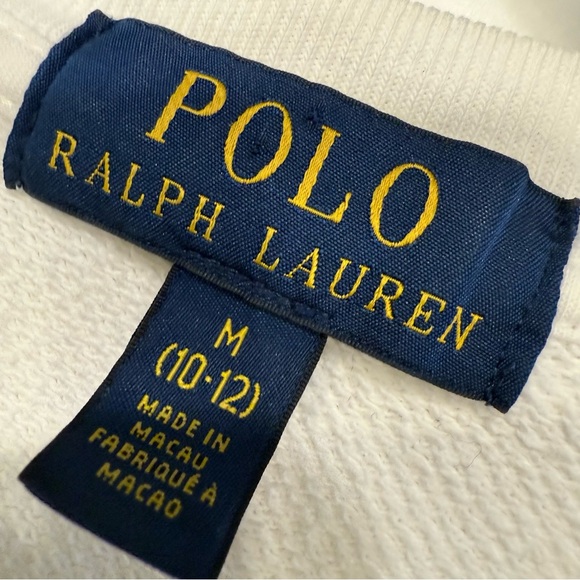 POLO
RALPH LAUREN
M
(10-12)
MADE IN
MACAU
FABRIQUÉ À
MACAO